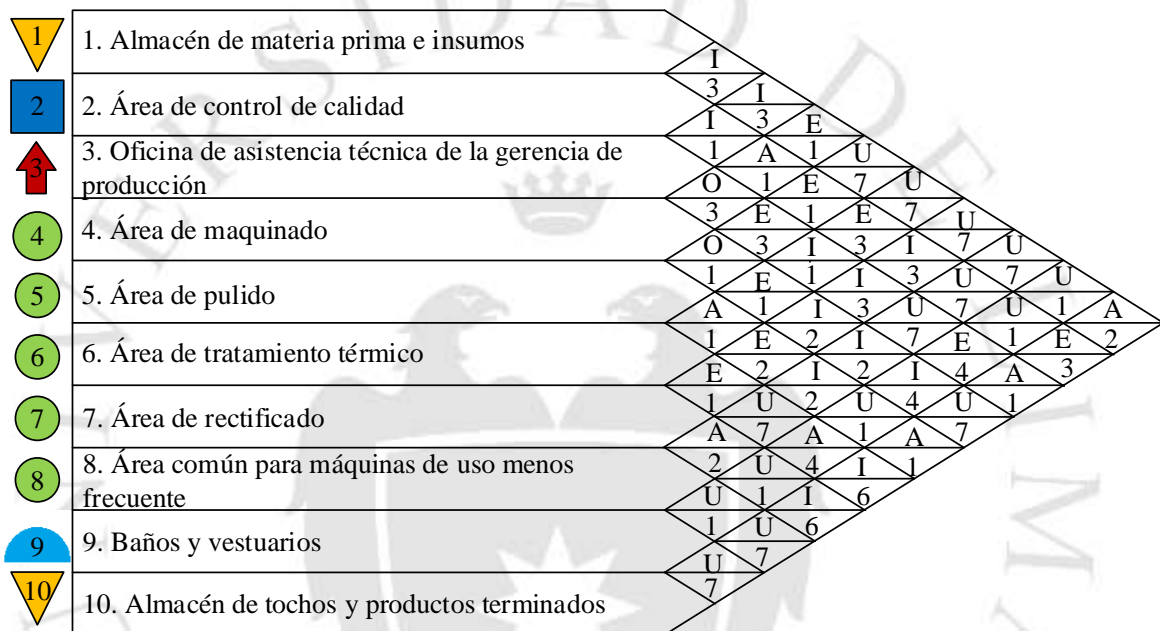 1
1. Almacén de materia prima e insumos
I
3 I
2
2. Área de control de calidad
I 3 E
3
3. Oficina de asistencia técnica de la gerencia de
producción
1 A 1 U
O 1 E 7 U
4
4. Área de maquinado
3 E 1 E 7 U
O 3 I 3 I 7 U
5
5. Área de pulido
1 E 1 I 3 U 7 U
A 1 I 3 U 7 U 1 A
6
6. Área de tratamiento térmico
1 E 2 I 7 E 1 E 2
E 2 I 2 I 4 A 3
7
7. Área de rectificado
1 U 2 U 4 U 1
A 7 A 1 A 7
8
8. Área común para máquinas de uso menos
frecuente
2 U 4 I 1
U 1 I 6
9
9. Baños y vestuarios
1 U 6
U 7
10
10. Almacén de tochos y productos terminados
7